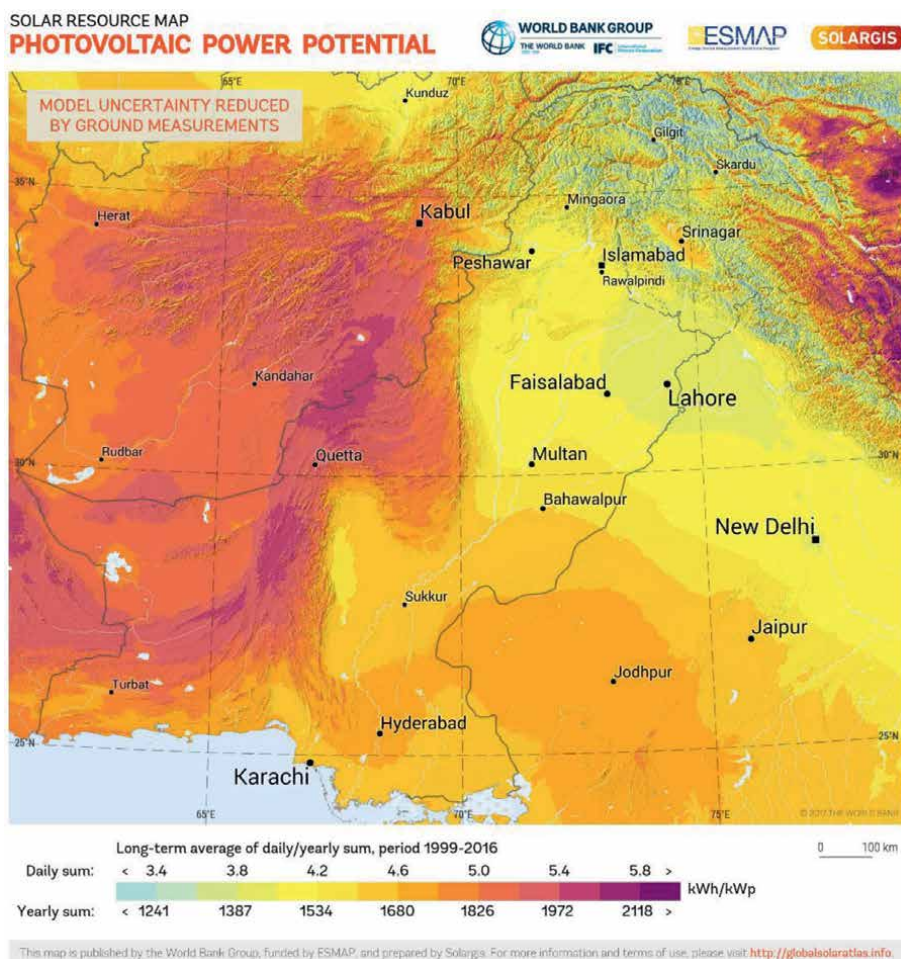 SOLAR RESOURCE MAP
PHOTOVOLTAIC POWER POTENTIAL
WORLD BANK GROUP
THE WORLD BANK IFC
ESMAP
SOLARGIS
65°E
70°E
75°E
MODEL UNCERTAINTY REDUCED
BY GROUND MEASUREMENTS
Kunduz
Gilgit
Skardu
35°N
Herat
Kabul
Mingaora
Srinagar
Peshawar
Islamabad
Rawalpindi
Kandahar
Faisalabad
Lahore
Rudbar
30°N
Quetta
Multan
30°N
Bahawalpur
New Delhi
Sukkur
Jaipur
Turbat
Jodhpur
Hyderabad
25°N
25°N
Karachi
65°E
70°E
75°E
© 2017 THE WORLD BANK
Long-term average of daily/yearly sum, period 1999-2016
0 100 km
Daily sum: < 3.4 3.8 4.2 4.6 5.0 5.4 5.8 >
kWh/kWp
Yearly sum: < 1241 1387 1534 1680 1826 1972 2118 >
This map is published by the World Bank Group, funded by ESMAP, and prepared by Solargis. For more information and terms of use, please visit http://globalsolaratlas.info.